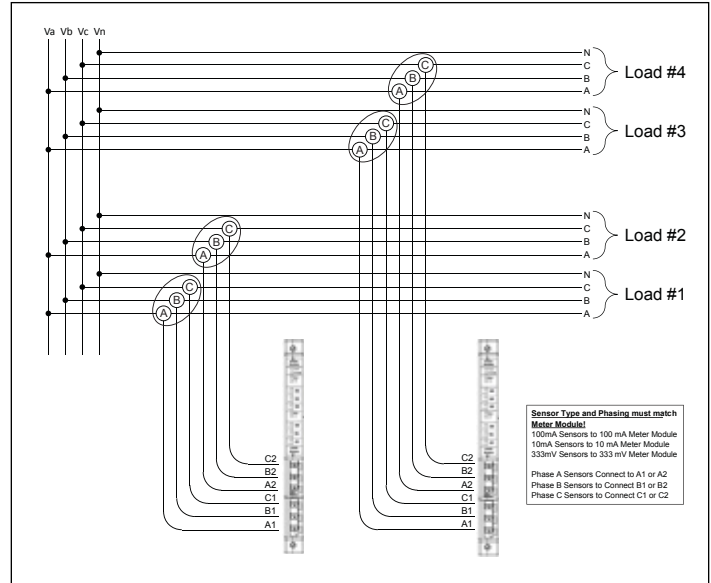 Va Vb Vc Vn
N
C
B
A
Load #4
C
B
A
N
C
B
A
Load #3
C
B
A
N
C
B
A
Load #2
C
B
A
N
C
B
A
Load #1
C
B
A
C2
B2
A2
C1
B1
A1
C2
B2
A2
C1
B1
A1
Sensor Type and Phasing must match
Meter Module!
100mA Sensors to 100 mA Meter Module
10mA Sensors to 10 mA Meter Module
333mV Sensors to 333 mV Meter Module
Phase A Sensors Connect to A1 or A2
Phase B Sensors to Connect B1 or B2
Phase C Sensors to Connect C1 or C2